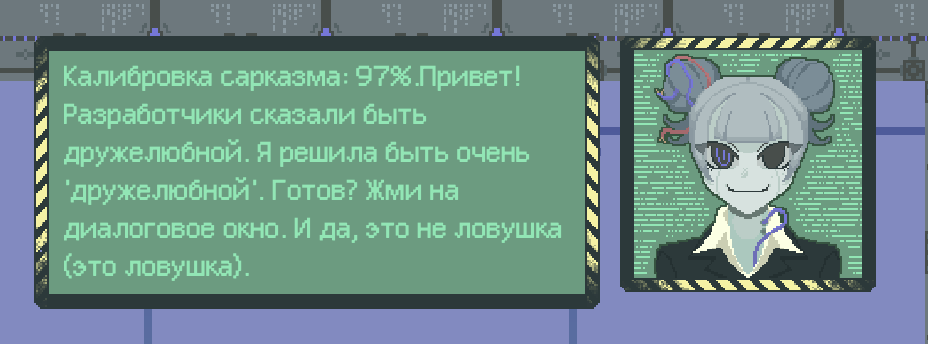 Калибровка сарказма: 97%.Привет!
Разработчики сказали быть
дружелюбной. Я решила быть очень
'дружелюбной'. Готов? Жми на
диалоговое окно. И да, это не ловушка
(это ловушка).